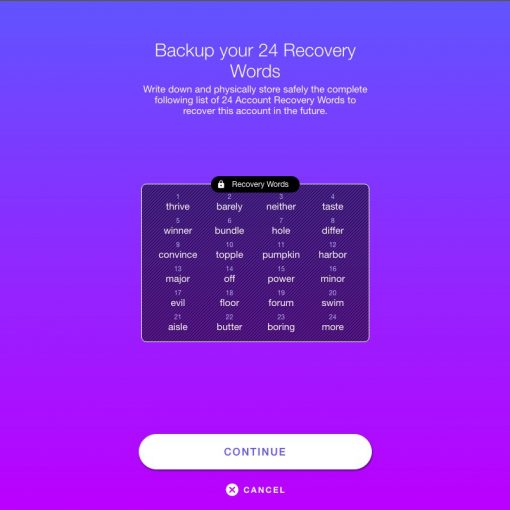 Backup your 24 Recovery
Words
Write down and physically store safely the complete
following list of 24 Account Recovery Words to
recover this account in the future.
Recovery Words
1 2 3 4
thrive barely neither taste
5 6 7 8
winner bundle hole differ
9 10 11 12
convince topple pumpkin harbor
13 14 15 16
major off power minor
17 18 19 20
evil floor forum swim
21 22 23 24
aisle butter boring more
CONTINUE
CANCEL